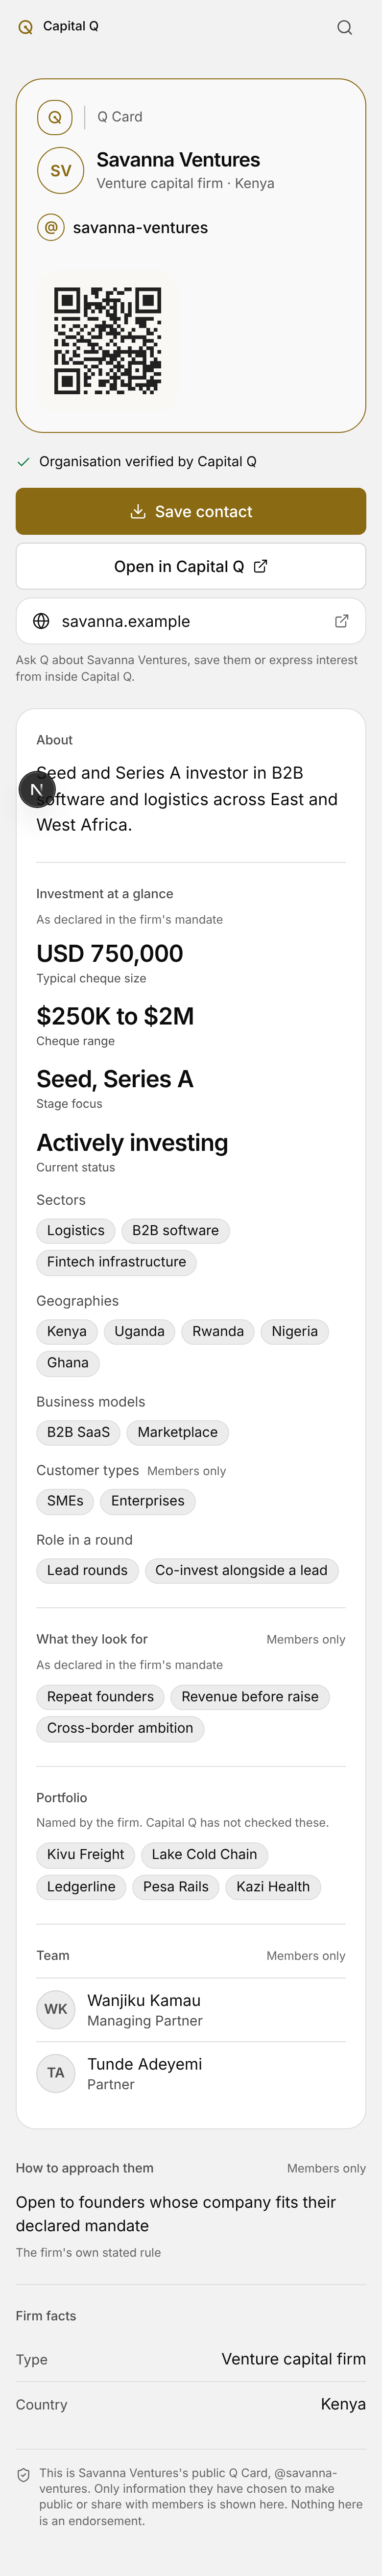 Capital Q
Q Card
SV
Savanna Ventures
Venture capital firm · Kenya
@ savanna-ventures
Organisation verified by Capital Q
Save contact
Open in Capital Q
savanna.example
Ask Q about Savanna Ventures, save them or express interest
from inside Capital Q.
About
Seed and Series A investor in B2B
N
software and logistics across East and
West Africa.
Investment at a glance
As declared in the firm's mandate
USD 750,000
Typical cheque size
$250K to $2M
Cheque range
Seed, Series A
Stage focus
Actively investing
Current status
Sectors
Logistics B2B software
Fintech infrastructure
Geographies
Kenya Uganda Rwanda Nigeria
Ghana
Business models
B2B SaaS Marketplace
Customer types Members only
SMEs Enterprises
Role in a round
Lead rounds Co-invest alongside a lead
What they look for Members only
As declared in the firm's mandate
Repeat founders Revenue before raise
Cross-border ambition
Portfolio
Named by the firm. Capital Q has not checked these.
Kivu Freight Lake Cold Chain
Ledgerline Pesa Rails Kazi Health
Team Members only
WK Wanjiku Kamau
Managing Partner
TA Tunde Adeyemi
Partner
How to approach them Members only
Open to founders whose company fits their
declared mandate
The firm's own stated rule
Firm facts
Type Venture capital firm
Country Kenya
This is Savanna Ventures's public Q Card, @savanna-
ventures. Only information they have chosen to make
public or share with members is shown here. Nothing here
is an endorsement.